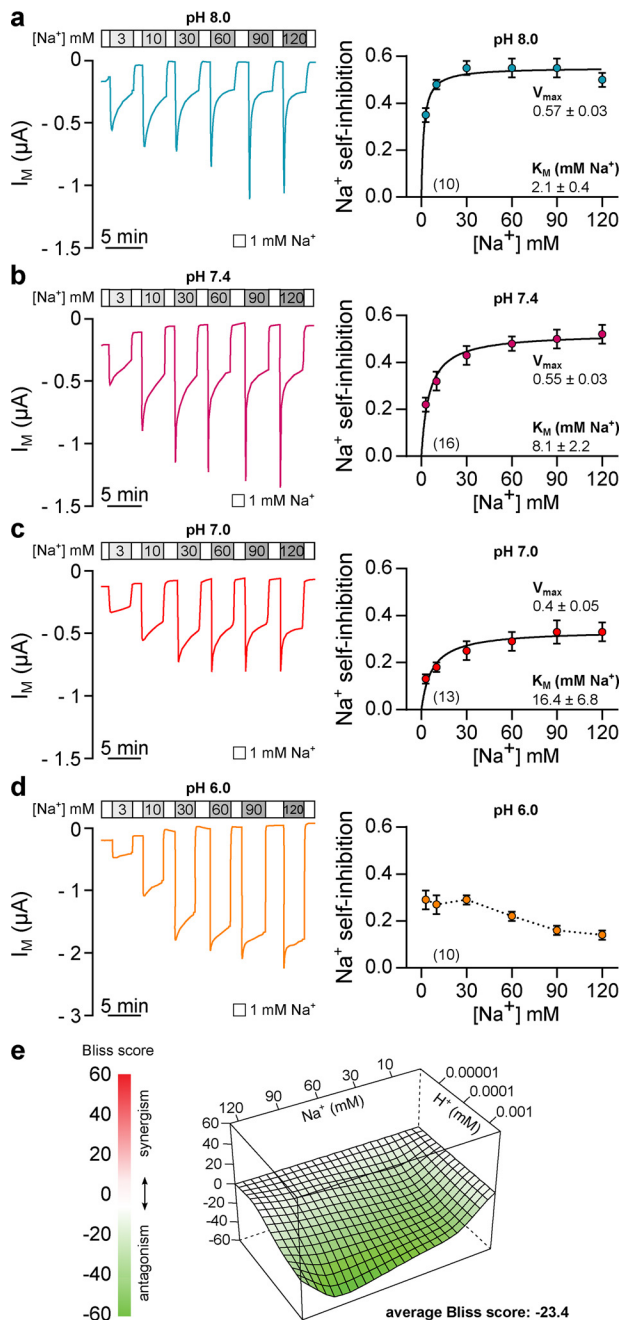 a
pH 8.0
[Na⁺] mM 3 10 30 60 90 120
0
- 0.5
- 1
- 1.5
I_M (µA)
5 min
1 mM Na⁺
pH 8.0
0.6
0.4
0.2
0.0
Na⁺ self-inhibition
V_max
0.57 ± 0.03
K_M (mM Na⁺)
2.1 ± 0.4
(10)
0 30 60 90 120
[Na⁺] mM
b
pH 7.4
[Na⁺] mM 3 10 30 60 90 120
0
- 0.5
- 1
- 1.5
I_M (µA)
5 min
1 mM Na⁺
pH 7.4
0.6
0.4
0.2
0.0
Na⁺ self-inhibition
V_max
0.55 ± 0.03
K_M (mM Na⁺)
8.1 ± 2.2
(16)
0 30 60 90 120
[Na⁺] mM
c
pH 7.0
[Na⁺] mM 3 10 30 60 90 120
0
- 0.5
- 1
- 1.5
I_M (µA)
5 min
1 mM Na⁺
pH 7.0
0.6
0.4
0.2
0.0
Na⁺ self-inhibition
V_max
0.4 ± 0.05
K_M (mM Na⁺)
16.4 ± 6.8
(13)
0 30 60 90 120
[Na⁺] mM
d
pH 6.0
[Na⁺] mM 3 10 30 60 90 120
0
- 1
- 2
- 3
I_M (µA)
5 min
1 mM Na⁺
pH 6.0
0.6
0.4
0.2
0.0
Na⁺ self-inhibition
(10)
0 30 60 90 120
[Na⁺] mM
e
Bliss score
60
40
20
0
-20
-40
-60
synergism
antagonism
120 90 60 30 10
Na⁺ (mM)
0.00001
0.0001
0.001
H⁺ (mM)
60
40
20
0
-20
-40
-60
average Bliss score: -23.4